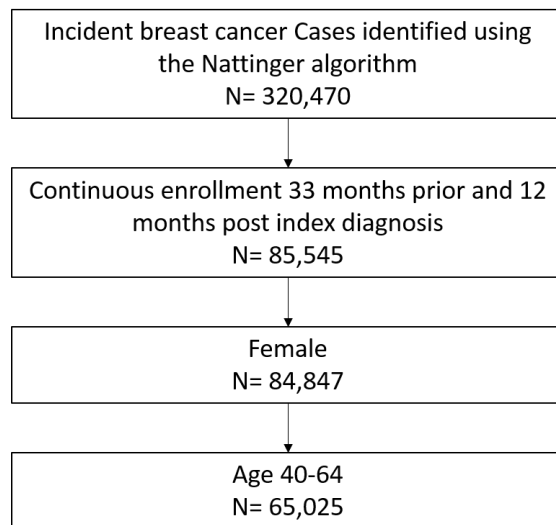 Incident breast cancer Cases identified using
the Nattinger algorithm
N= 320,470
Continuous enrollment 33 months prior and 12
months post index diagnosis
N= 85,545
Female
N= 84,847
Age 40-64
N= 65,025